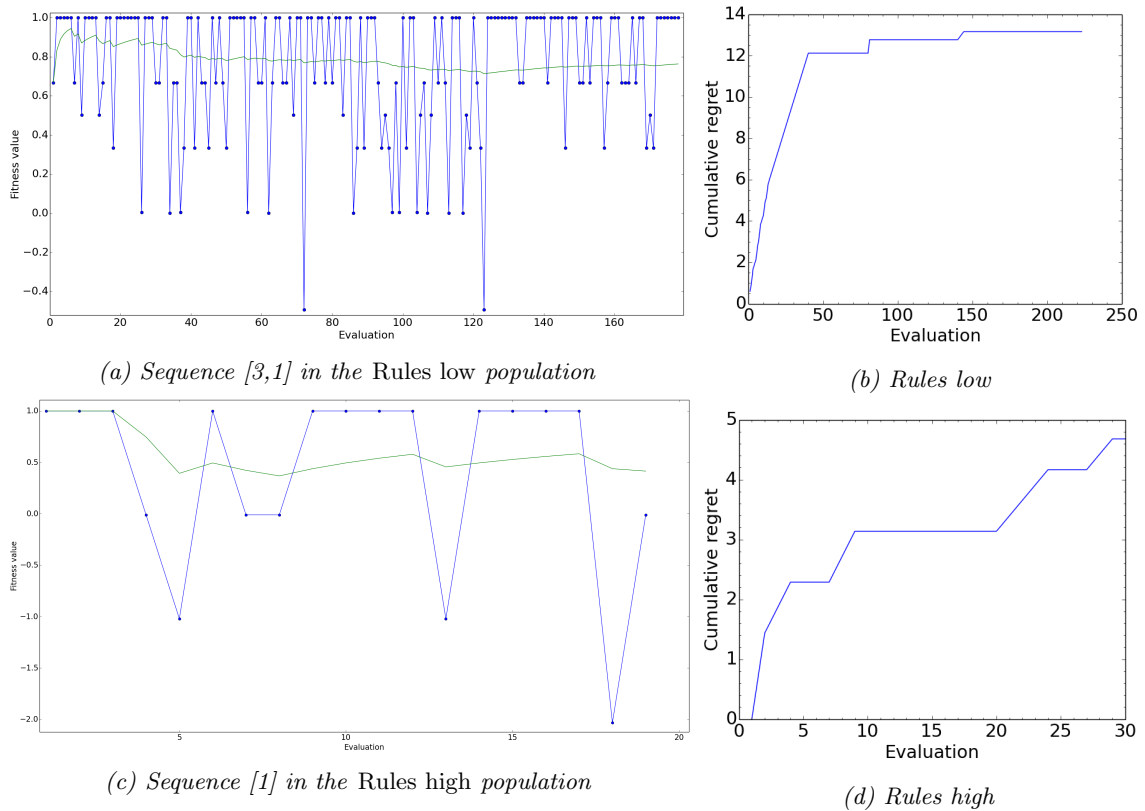 1.0
0.8
0.6
0.4
0.2
0.0
−0.2
−0.4
Fitness value
0 20 40 60 80 100 120 140 160
Evaluation
(a) Sequence [3,1] in the Rules low population
14
12
10
8
6
4
2
0
Cumulative regret
0 50 100 150 200 250
Evaluation
(b) Rules low
1.0
0.5
0.0
−0.5
−1.0
−1.5
−2.0
Fitness value
5 10 15 20
Evaluation
(c) Sequence [1] in the Rules high population
5
4
3
2
1
0
Cumulative regret
0 5 10 15 20 25 30
Evaluation
(d) Rules high